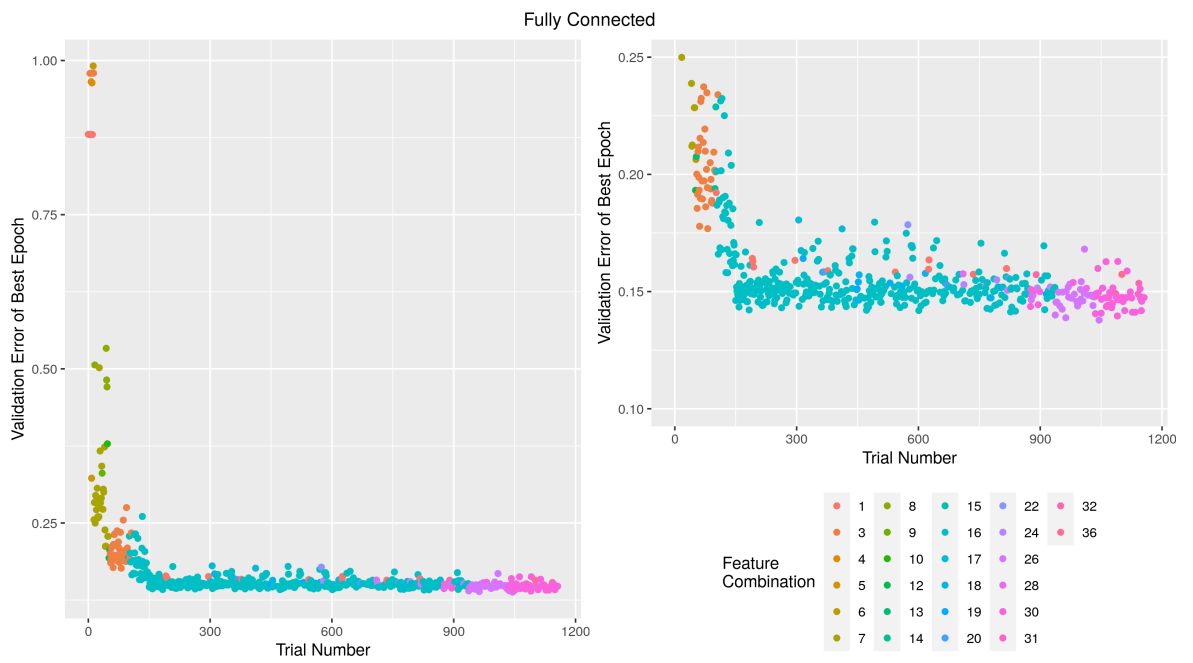 Fully Connected
Validation Error of Best Epoch
1.00
0.75
0.50
0.25
0 300 600 900 1200
Trial Number
Validation Error of Best Epoch
0.25
0.20
0.15
0.10
0 300 600 900 1200
Trial Number
Feature
Combination
1 8 15 22 32
3 9 16 24 36
4 10 17 26
5 12 18 28
6 13 19 30
7 14 20 31